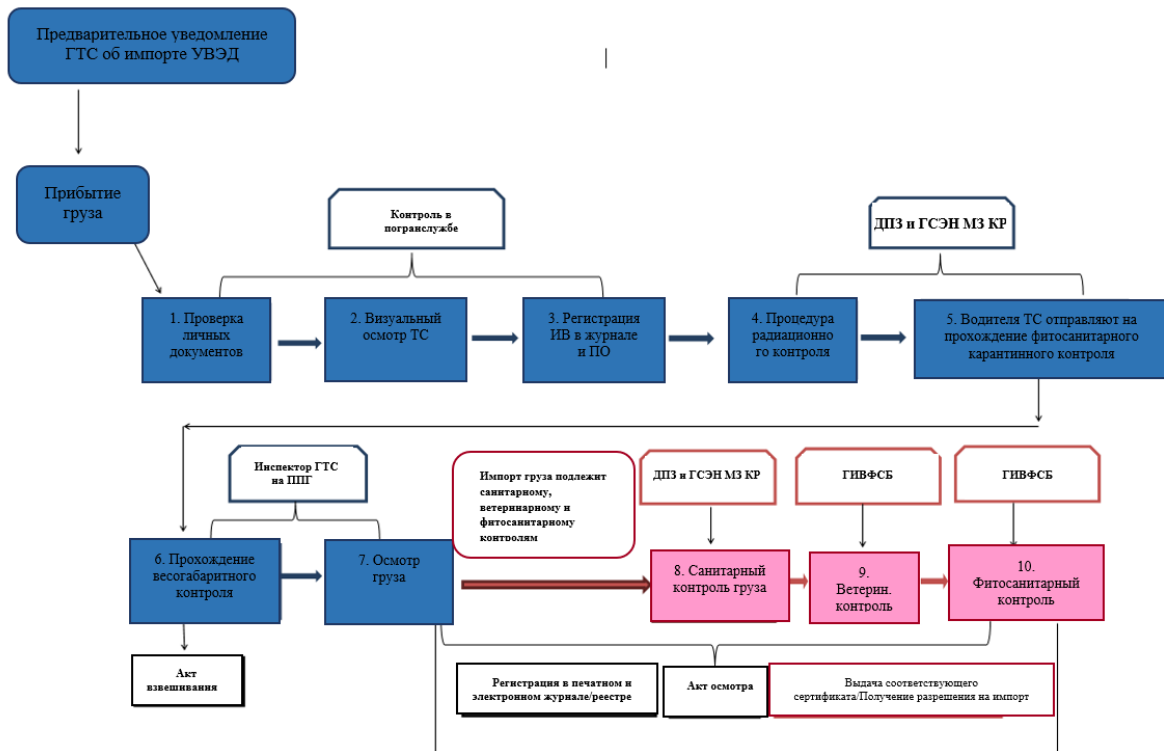 Предварительное уведомление
ГТС об импорте УВЭД
Прибытие
груза
Контроль в
погранслужбе
ДПЗ и ГСЭН МЗ КР
1. Проверка
личных
документов
2. Визуальный
осмотр ТС
3. Регистрация
ИВ в журнале
и ПО
4. Процедура
радиационно
го контроля
5. Водителя ТС отправляют на
прохождение фитосанитарного
карантинного контроля
Инспектор ГТС
на ППГ
Импорт груза подлежит
санитарному,
ветеринарному и
фитосанитарному
контролям
ДПЗ и ГСЭН МЗ КР
ГИВФСБ
ГИВФСБ
6. Прохождение
весогабаритного
контроля
7. Осмотр
груза
8. Санитарный
контроль груза
9.
Ветерин.
контроль
10.
Фитосанитарный
контроль
Акт
взвешивания
Регистрация в печатном и
электронном журнале/реестре
Акт осмотра
Выдача соответствующего
сертификата/Получение разрешения на импорт